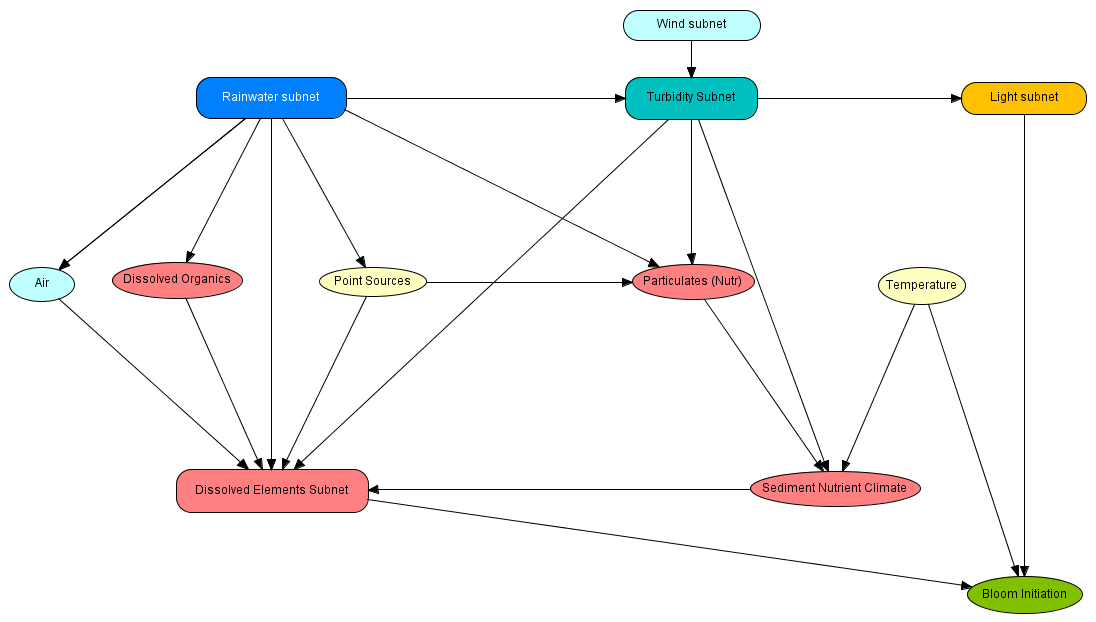 Wind subnet
Rainwater subnet
Turbidity Subnet
Light subnet
Air
Dissolved Organics
Point Sources
Particulates (Nutr)
Temperature
Dissolved Elements Subnet
Sediment Nutrient Climate
Bloom Initiation